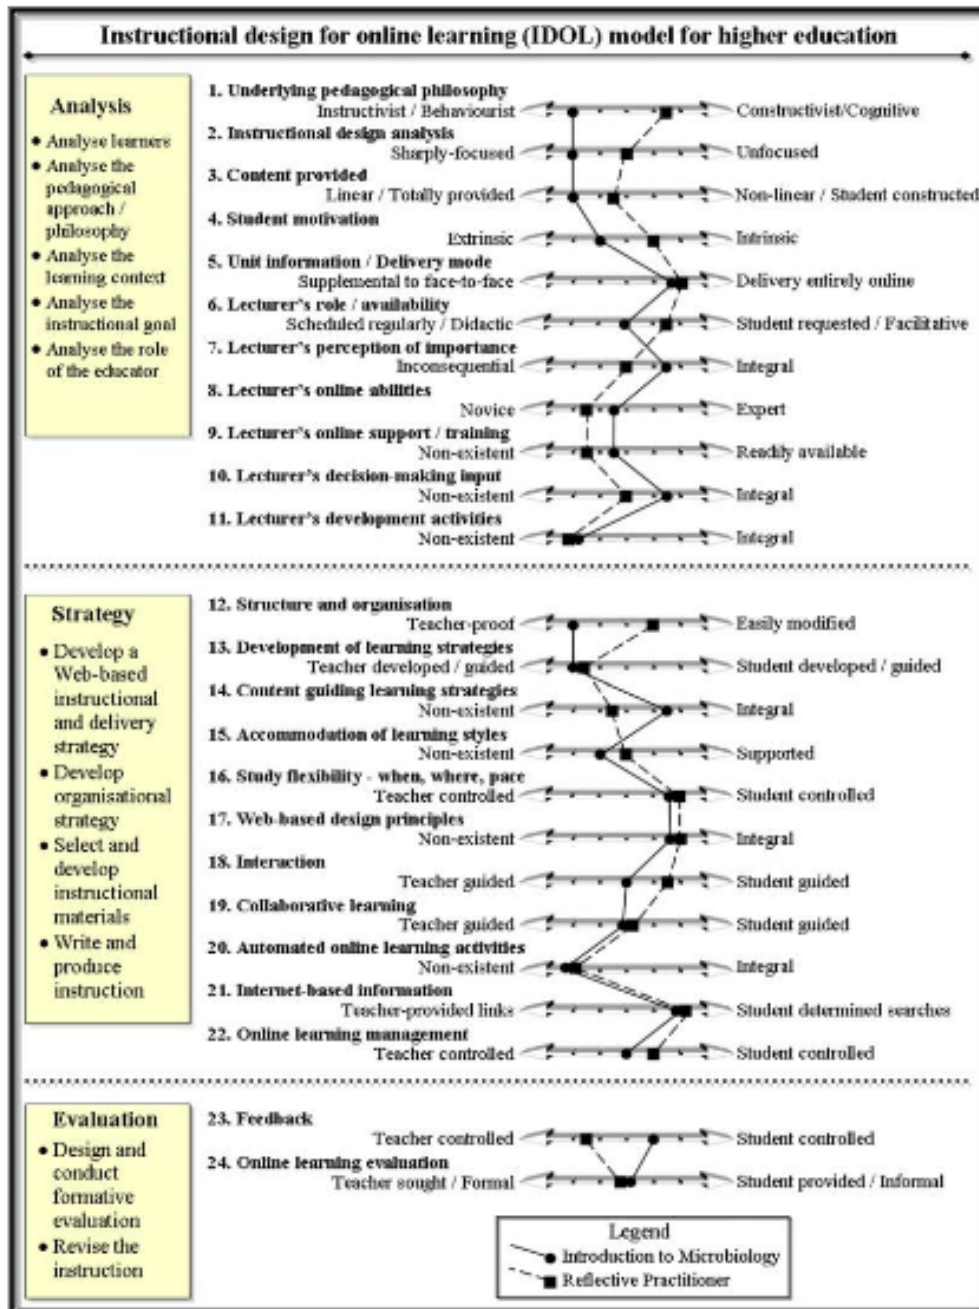 Instructional design for online learning (IDOL) model for higher education
Analysis
• Analyse learners
• Analyse the
pedagogical
approach /
philosophy
• Analyse the
learning context
• Analyse the
instructional goal
• Analyse the role
of the educator
1. Underlying pedagogical philosophy
Instructivist / Behaviourist Constructivist/Cognitive
2. Instructional design analysis
Sharply-focused Unfocused
3. Content provided
Linear / Totally provided Non-linear / Student constructed
4. Student motivation
Extrinsic Intrinsic
5. Unit information / Delivery mode
Supplemental to face-to-face Delivery entirely online
6. Lecturer's role / availability
Scheduled regularly / Didactic Student requested / Facilitative
7. Lecturer's perception of importance
Inconsequential Integral
8. Lecturer's online abilities
Novice Expert
9. Lecturer's online support / training
Non-existent Readily available
10. Lecturer's decision-making input
Non-existent Integral
11. Lecturer's development activities
Non-existent Integral
Strategy
• Develop a
Web-based
instructional
and delivery
strategy
• Develop
organisational
strategy
• Select and
develop
instructional
materials
• Write and
produce
instruction
12. Structure and organisation
Teacher-proof Easily modified
13. Development of learning strategies
Teacher developed / guided Student developed / guided
14. Content guiding learning strategies
Non-existent Integral
15. Accommodation of learning styles
Non-existent Supported
16. Study flexibility - when, where, pace
Teacher controlled Student controlled
17. Web-based design principles
Non-existent Integral
18. Interaction
Teacher guided Student guided
19. Collaborative learning
Teacher guided Student guided
20. Automated online learning activities
Non-existent Integral
21. Internet-based information
Teacher-provided links Student determined searches
22. Online learning management
Teacher controlled Student controlled
Evaluation
• Design and
conduct
formative
evaluation
• Revise the
instruction
23. Feedback
Teacher controlled Student controlled
24. Online learning evaluation
Teacher sought / Formal Student provided / Informal
Legend
Introduction to Microbiology
Reflective Practitioner